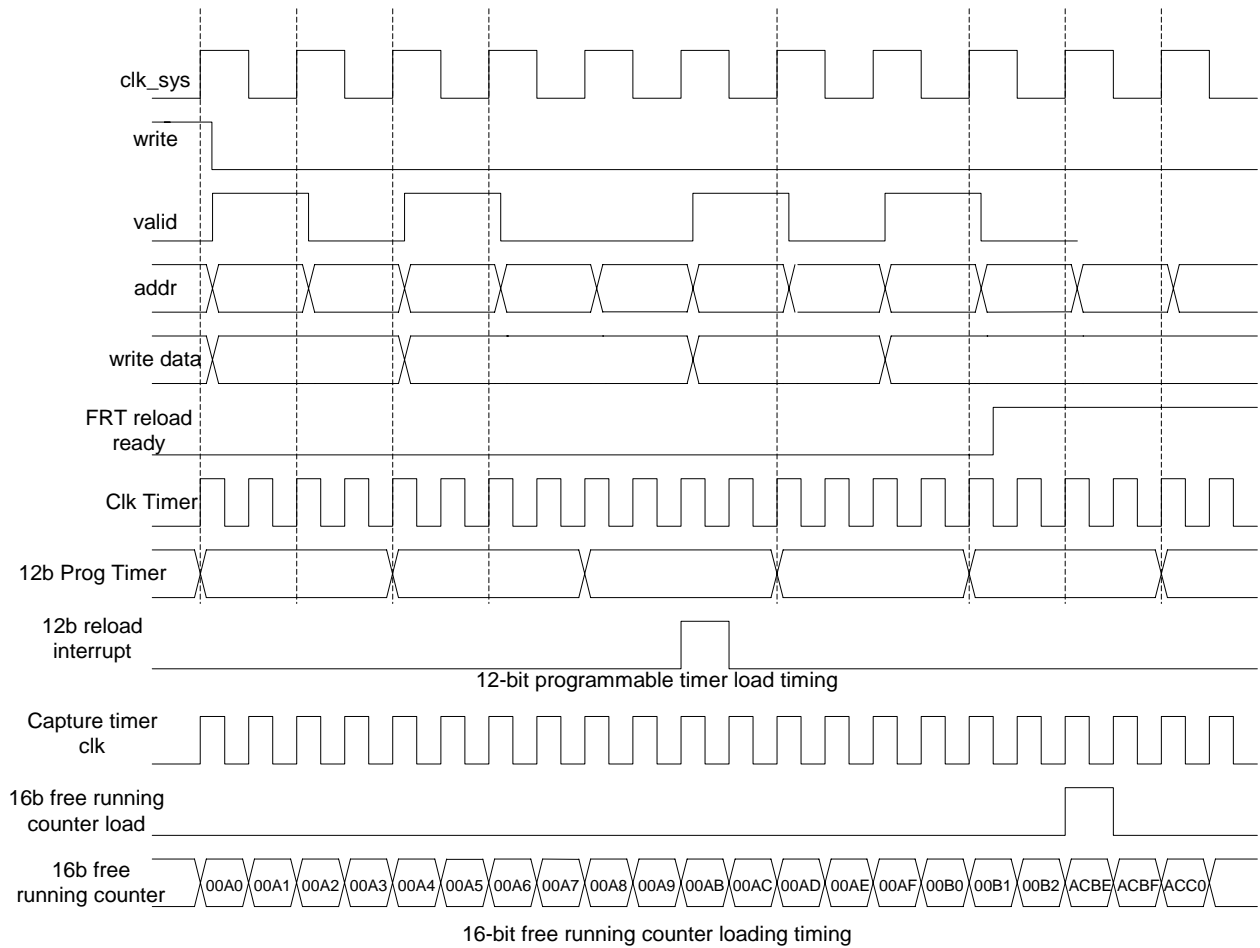 clk_sys
write
valid
addr
write data
FRT reload
ready
Clk Timer
12b Prog Timer
12b reload
interrupt
12-bit programmable timer load timing
Capture timer
clk
16b free running
counter load
16b free
running counter
00A0 00A1 00A2 00A3 00A4 00A5 00A6 00A7 00A8 00A9 00AB 00AC 00AD 00AE 00AF 00B0 00B1 00B2 ACBE ACBF ACC0
16-bit free running counter loading timing